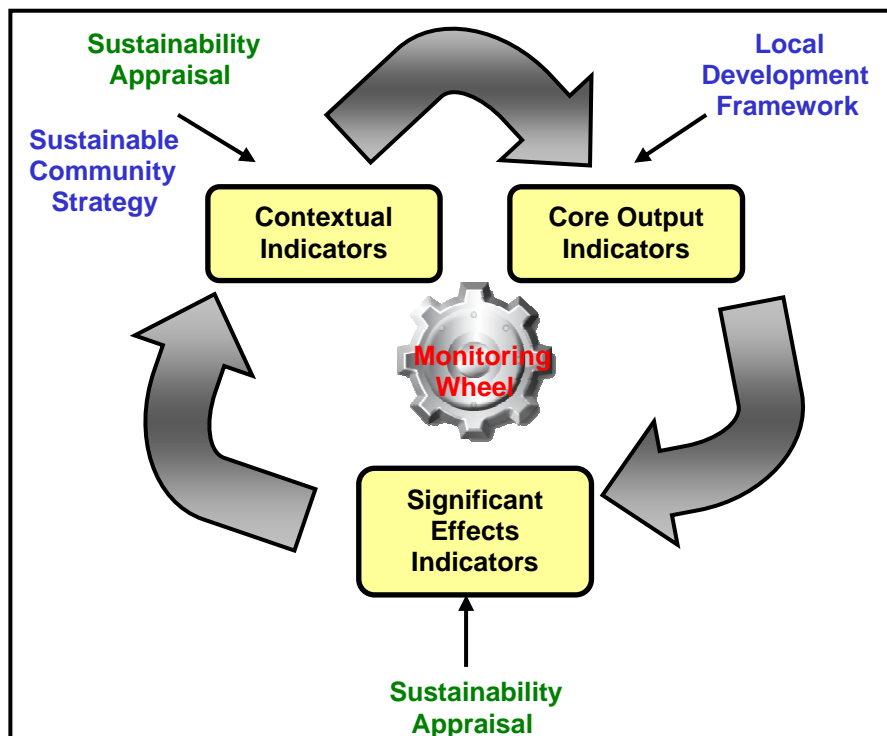 Sustainability
Appraisal
Local
Development
Framework
Sustainable
Community
Strategy
Contextual
Indicators
Core Output
Indicators
Monitoring
Wheel
Significant
Effects
Indicators
Sustainability
Appraisal